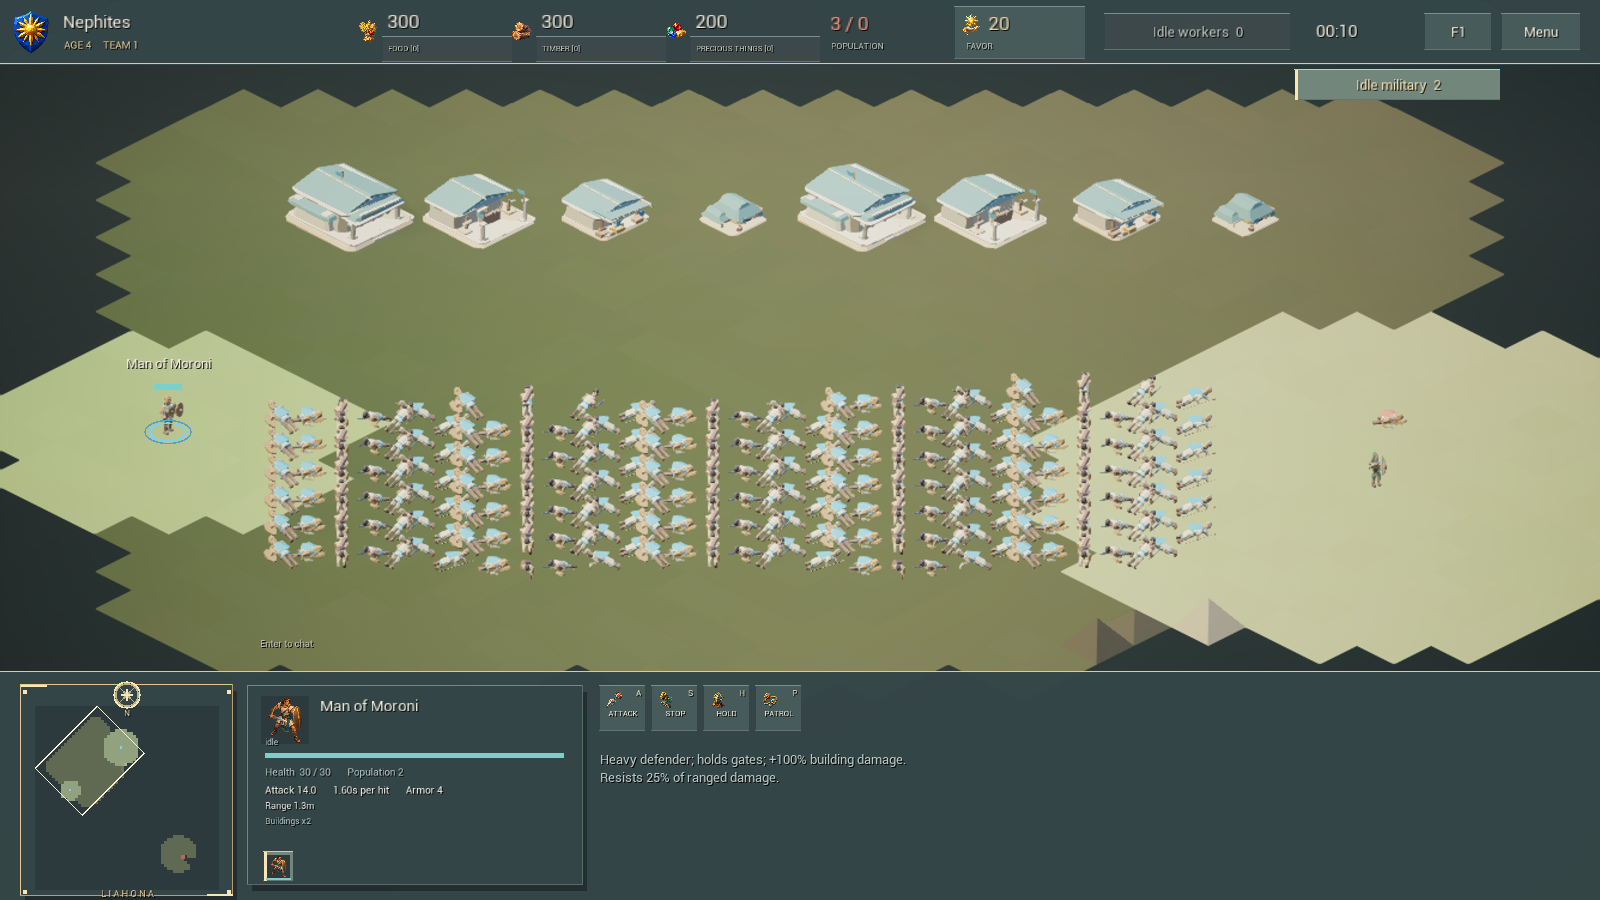 Nephites
AGE 4 TEAM 1
300
FOOD [0]
300
TIMBER [0]
200
PRECIOUS THINGS [0]
3 / 0
POPULATION
20
FAVOR
Idle workers 0
00:10
F1
Menu
Idle military 2
Man of Moroni
Enter to chat
N
LIAHONA
Man of Moroni
idle
Health 30 / 30 Population 2
Attack 14.0 1.60s per hit Armor 4
Range 1.3m
Buildings x2
A
ATTACK
S
STOP
H
HOLD
P
PATROL
Heavy defender; holds gates; +100% building damage.
Resists 25% of ranged damage.